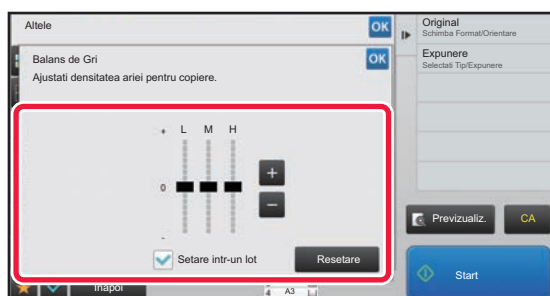 Altele
OK
Balans de Gri
OK
Ajustati densitatea ariei pentru copiere.
+ L M H
0
-
+
-
Setare intr-un lot
Resetare
Inapoi
4 A3
Original
Schimba Format/Orientare
Expunere
Selectati Tip/Expunere
Previzualiz.
CA
Start